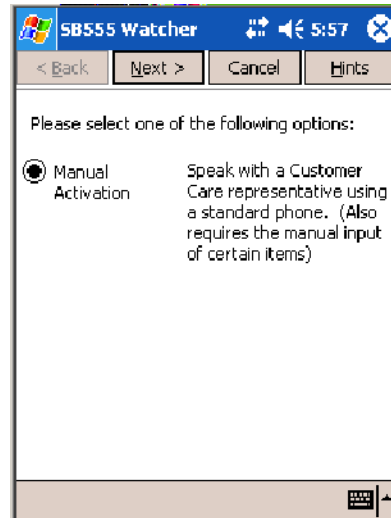 SB555 Watcher 5:57
< Back Next > Cancel Hints
Please select one of the following options:
Manual Activation
Speak with a Customer
Care representative using
a standard phone. (Also
requires the manual input
of certain items)